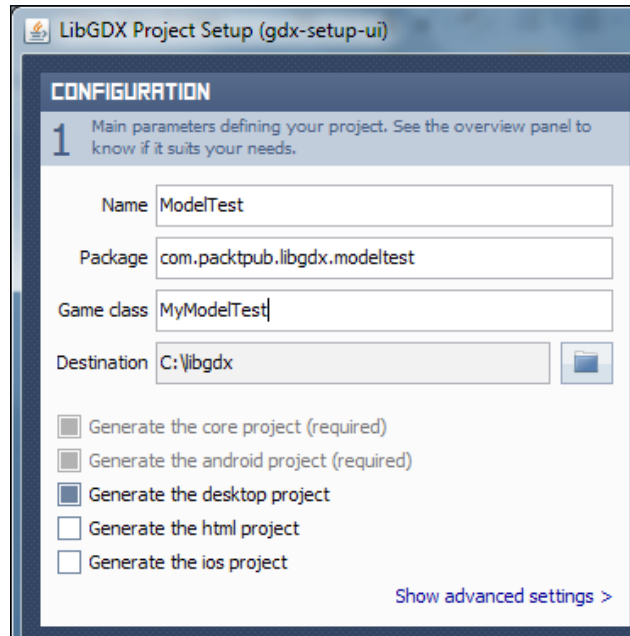 LibGDX Project Setup (gdx-setup-ui)
CONFIGURATION
1
Main parameters defining your project. See the overview panel to
know if it suits your needs.
Name ModelTest
Package com.packtpub.libgdx.modeltest
Game class MyModelTest
Destination C:\libgdx
Generate the core project (required)
Generate the android project (required)
Generate the desktop project
Generate the html project
Generate the ios project
Show advanced settings >